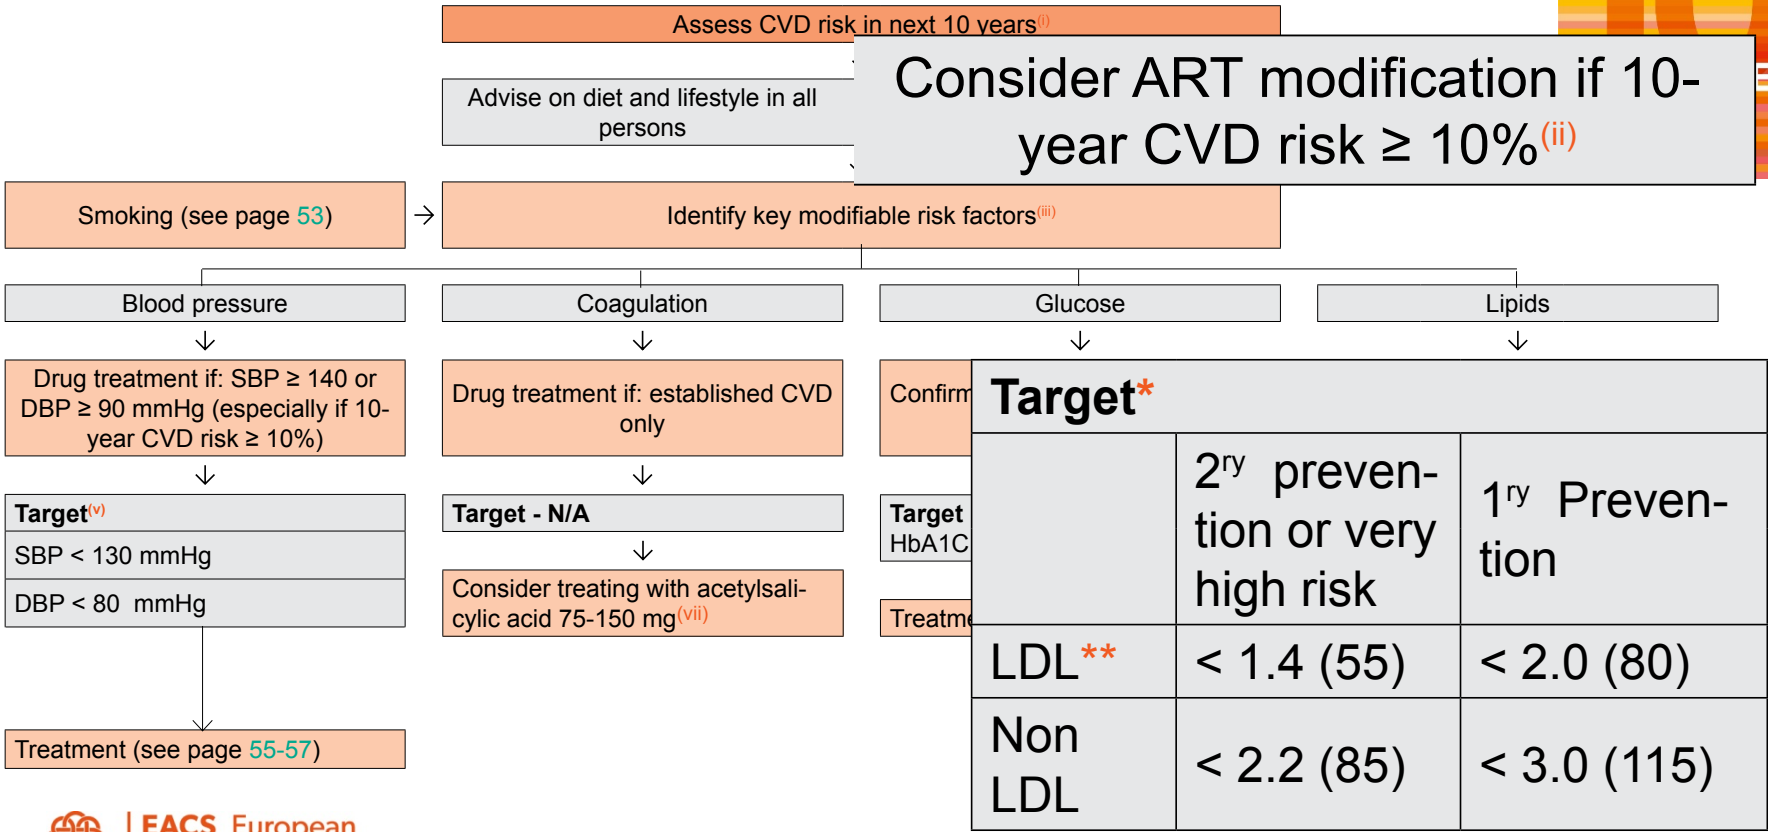 Assess CVD risk in next 10 years(i)
Consider ART modification if 10-
year CVD risk ≥ 10%(ii)
Advise on diet and lifestyle in all
persons
Smoking (see page 53)
Identify key modifiable risk factors(iii)
Blood pressure
Coagulation
Glucose
Lipids
Drug treatment if: SBP ≥ 140 or
DBP ≥ 90 mmHg (especially if 10-
year CVD risk ≥ 10%)
Drug treatment if: established CVD
only
Confirm
Target(v)
SBP < 130 mmHg
DBP < 80 mmHg
Target - N/A
Target
HbA1C
Consider treating with acetylsali-
cylic acid 75-150 mg(vii)
Treatme
Treatment (see page 55-57)
Target*
2ry preven-
tion or very
high risk
1ry Preven-
tion
LDL** < 1.4 (55) < 2.0 (80)
Non
LDL
< 2.2 (85) < 3.0 (115)
EACS European